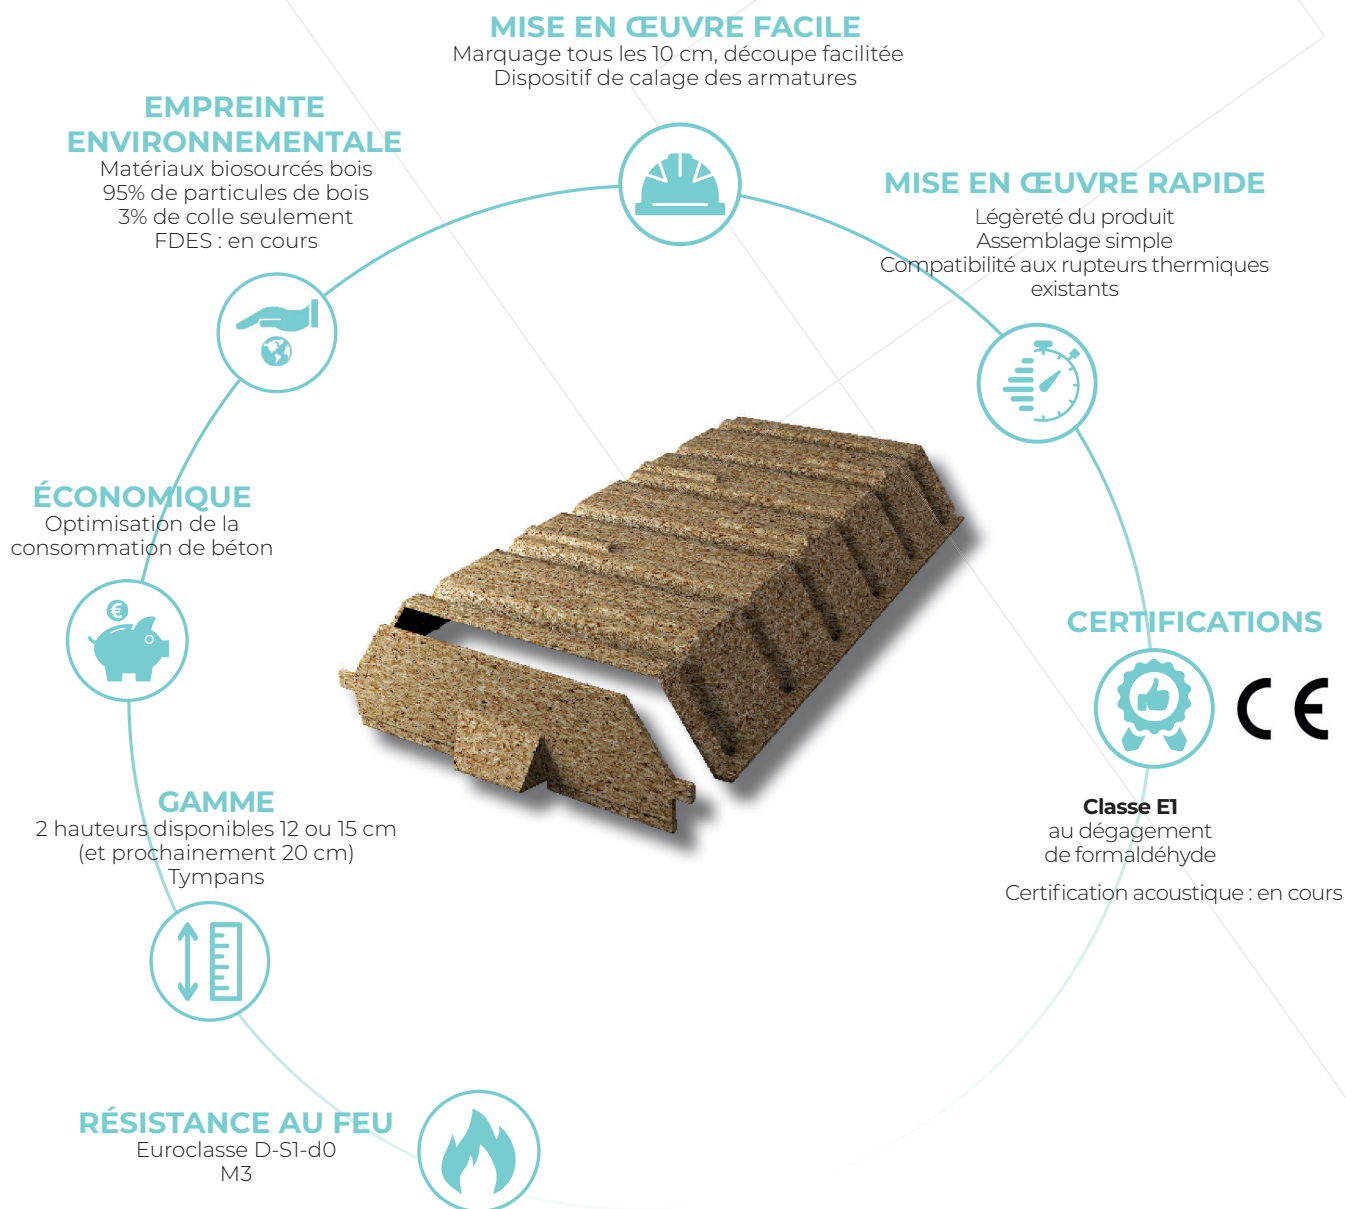 MISE EN ŒUVRE FACILE
Marquage tous les 10 cm, découpe facilitée
Dispositif de calage des armatures
EMPREINTE
ENVIRONNEMENTALE
Matériaux biosourcés bois
95% de particules de bois
3% de colle seulement
FDES : en cours
MISE EN ŒUVRE RAPIDE
Légèreté du produit
Assemblage simple
Compatibilité aux rupteurs thermiques
existants
ÉCONOMIQUE
Optimisation de la
consommation de béton
€
CERTIFICATIONS
CE
Classe E1
au dégagement
de formaldéhyde
Certification acoustique : en cours
GAMME
2 hauteurs disponibles 12 ou 15 cm
(et prochainement 20 cm)
Tympans
RÉSISTANCE AU FEU
Euroclasse D-S1-d0
M3